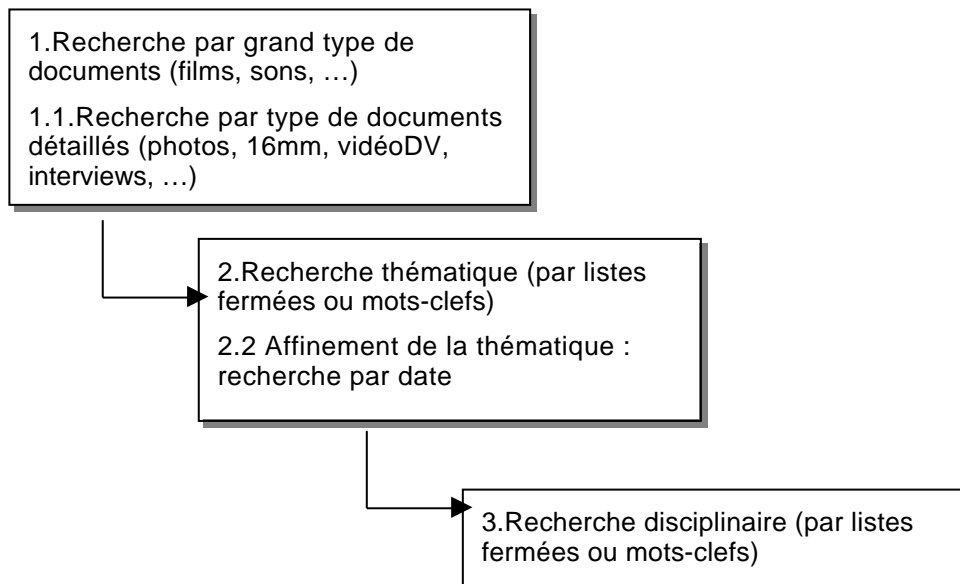 1.Recherche par grand type de
documents (films, sons, …)
1.1.Recherche par type de documents
détaillés (photos, 16mm, vidéoDV,
interviews, …)
2.Recherche thématique (par listes
fermées ou mots-clefs)
2.2 Affinement de la thématique :
recherche par date
3.Recherche disciplinaire (par listes
fermées ou mots-clefs)